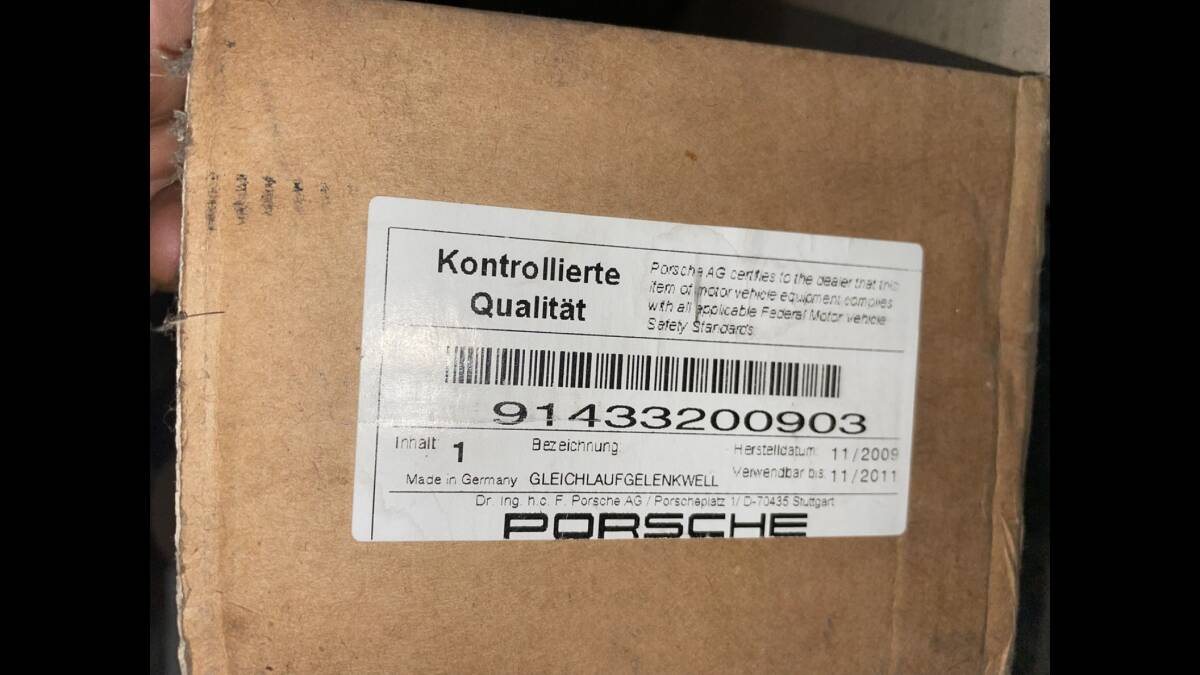 Kontrollierte
Qualität
Porsche AG certifies to the dealer that this
item of motor vehicle equipment complies
with all applicable Federal Motor Vehicle
Safety Standards
91433200903
Inhalt 1 Bezeichnung: Herstelldatum: 11/2009
Made in Germany GLEICHLAUFGELENKWELL Verwendbar bis: 11/2011
Dr. Ing. h.c. F. Porsche AG / Porscheplatz 1/ D-70435 Stuttgart
PORSCHE